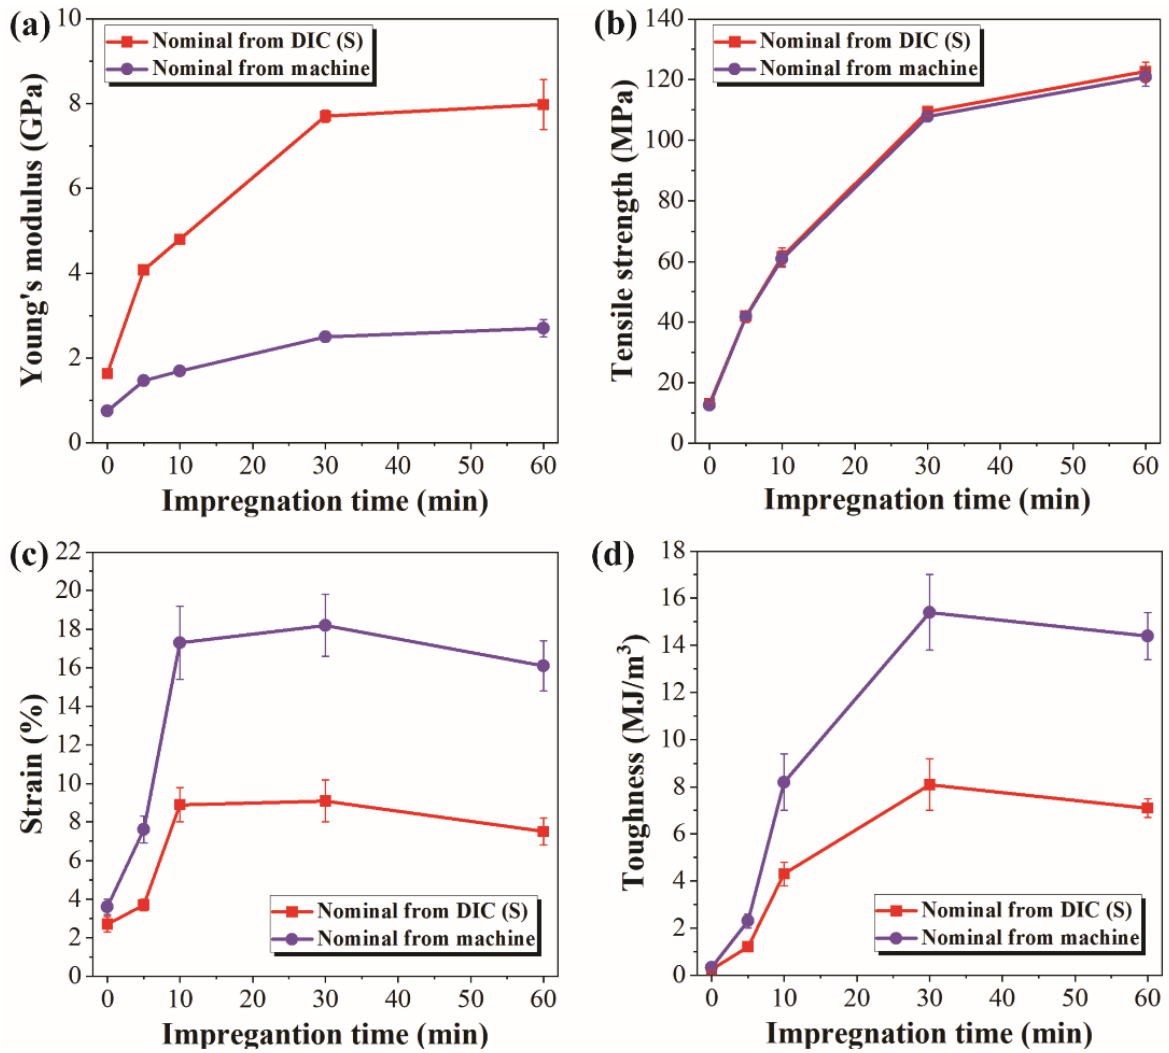 (a)
Nominal from DIC (S)
Nominal from machine
Young's modulus (GPa)
10
8
6
4
2
0
0 10 20 30 40 50 60
Impregnation time (min)
(b)
Nominal from DIC (S)
Nominal from machine
Tensile strength (MPa)
140
120
100
80
60
40
20
0
0 10 20 30 40 50 60
Impregnation time (min)
(c)
Strain (%)
22
20
18
16
14
12
10
8
6
4
2
0
Nominal from DIC (S)
Nominal from machine
0 10 20 30 40 50 60
Impregantion time (min)
(d)
Toughness (MJ/m³)
18
16
14
12
10
8
6
4
2
0
Nominal from DIC (S)
Nominal from machine
0 10 20 30 40 50 60
Impregnation time (min)